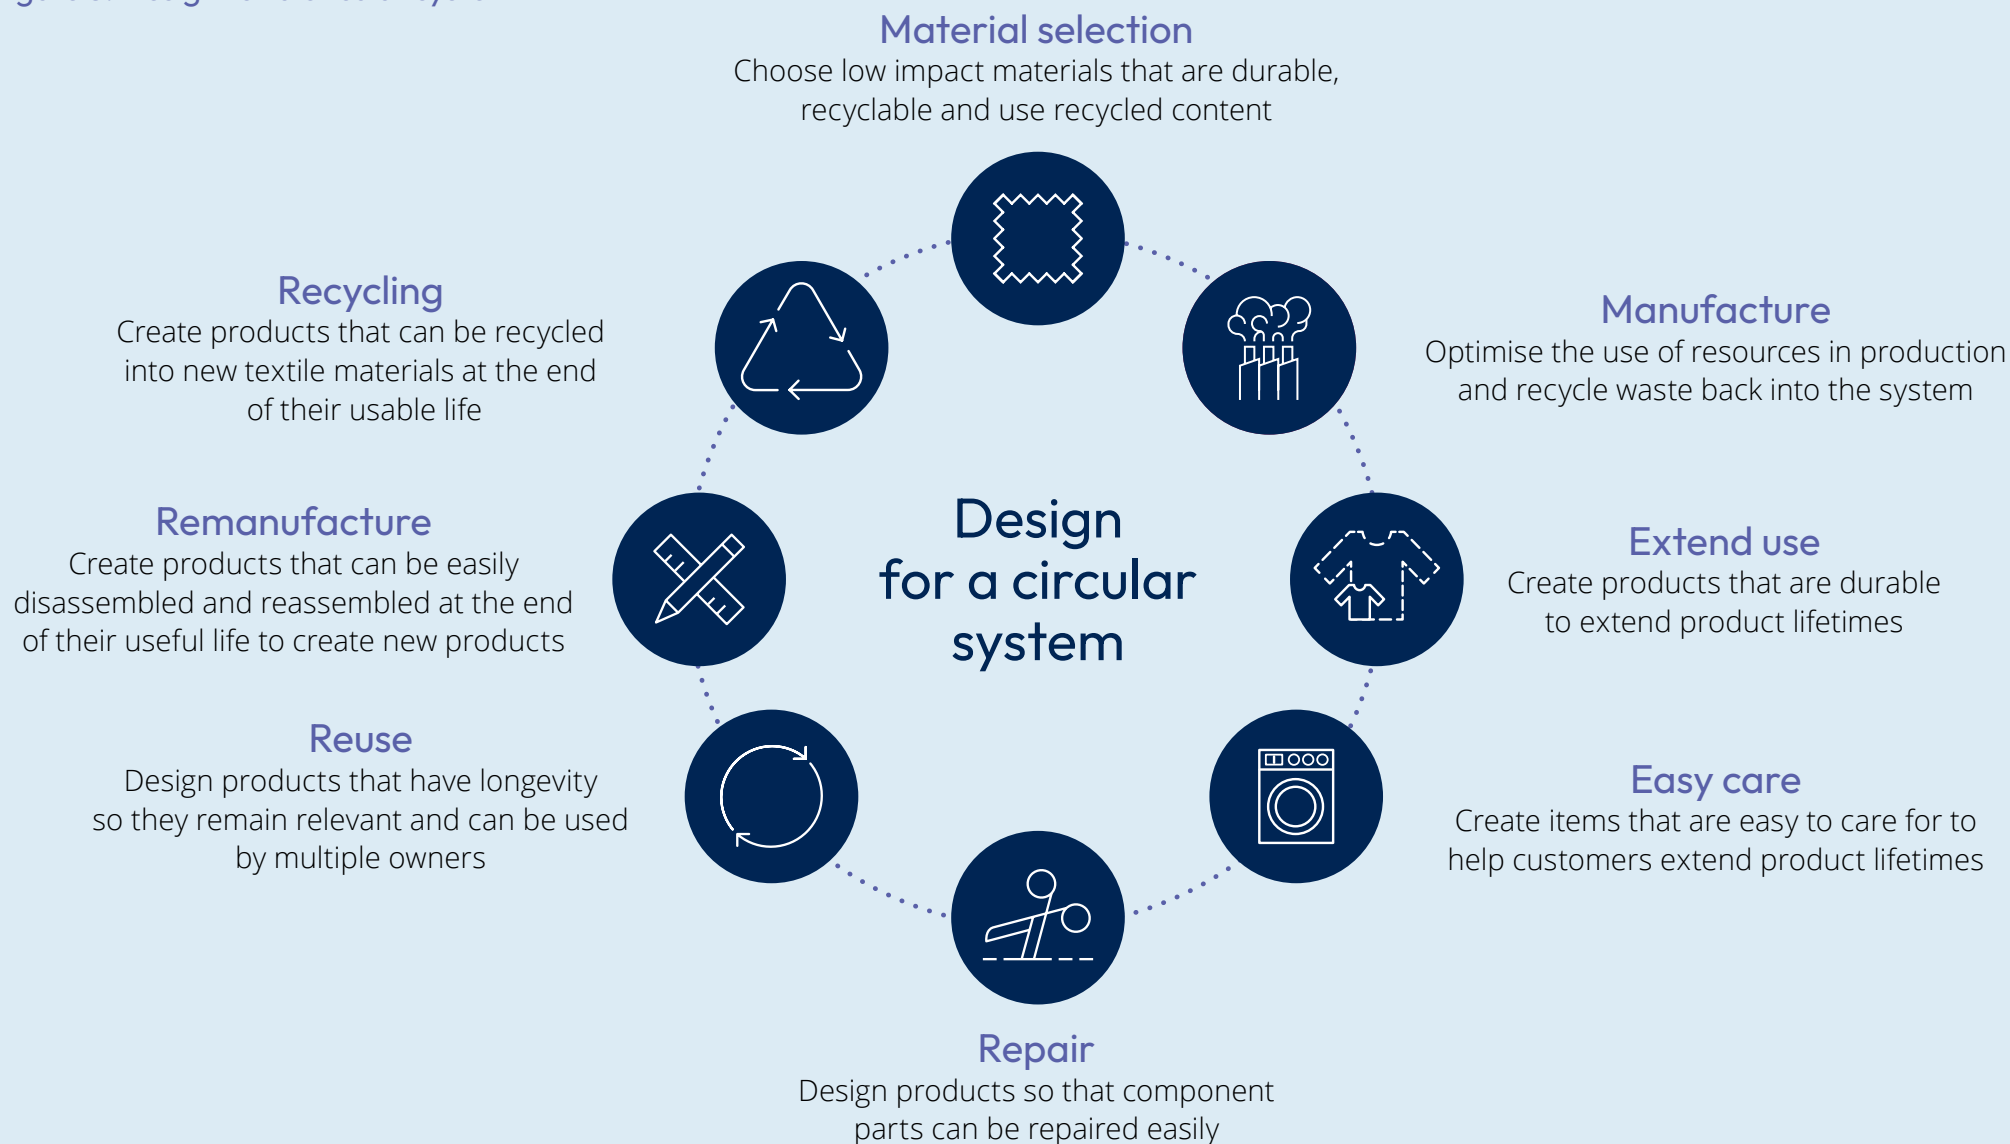 Material selection
Choose low impact materials that are durable,
recyclable and use recycled content
Manufacture
Optimise the use of resources in production
and recycle waste back into the system
Extend use
Create products that are durable
to extend product lifetimes
Easy care
Create items that are easy to care for to
help customers extend product lifetimes
Repair
Design products so that component
parts can be repaired easily
Reuse
Design products that have longevity
so they remain relevant and can be used
by multiple owners
Remanufacture
Create products that can be easily
disassembled and reassembled at the end
of their useful life to create new products
Recycling
Create products that can be recycled
into new textile materials at the end
of their usable life
Design
for a circular
system